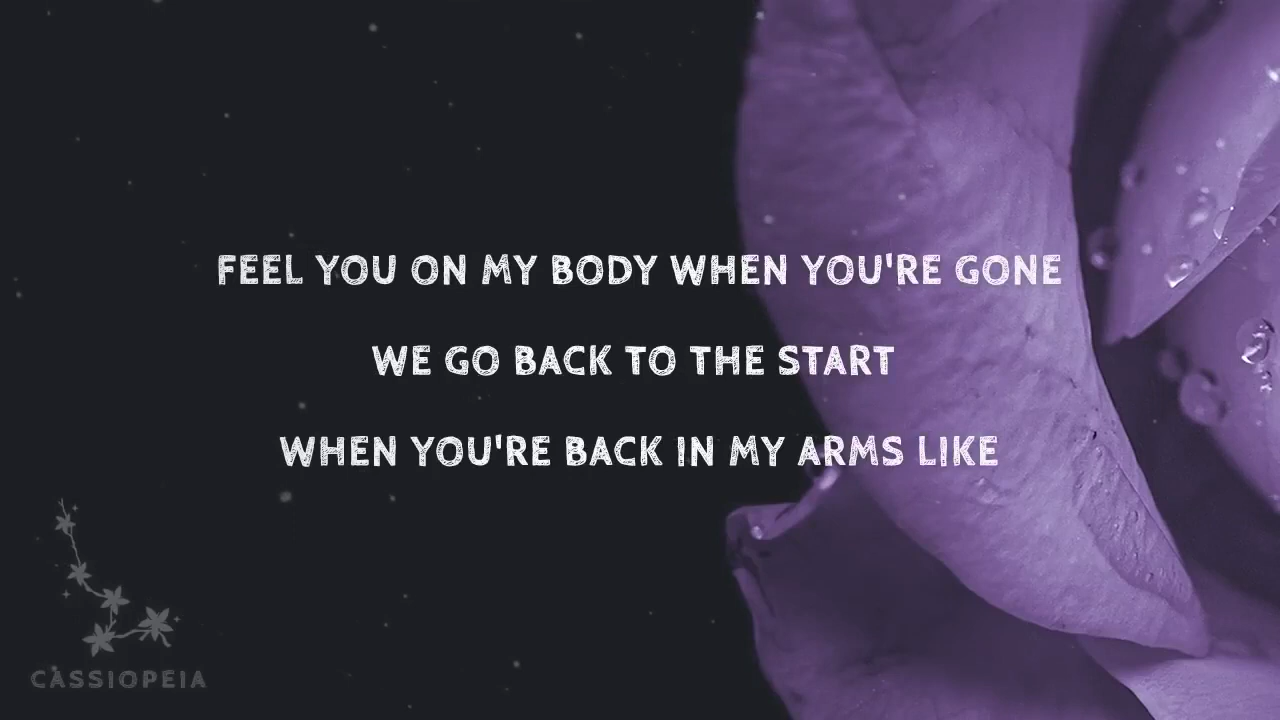 FEEL YOU ON MY BODY WHEN YOU'RE GONE
WE GO BACK TO THE START
WHEN YOU'RE BACK IN MY ARMS LIKE
CASSIOPEIA